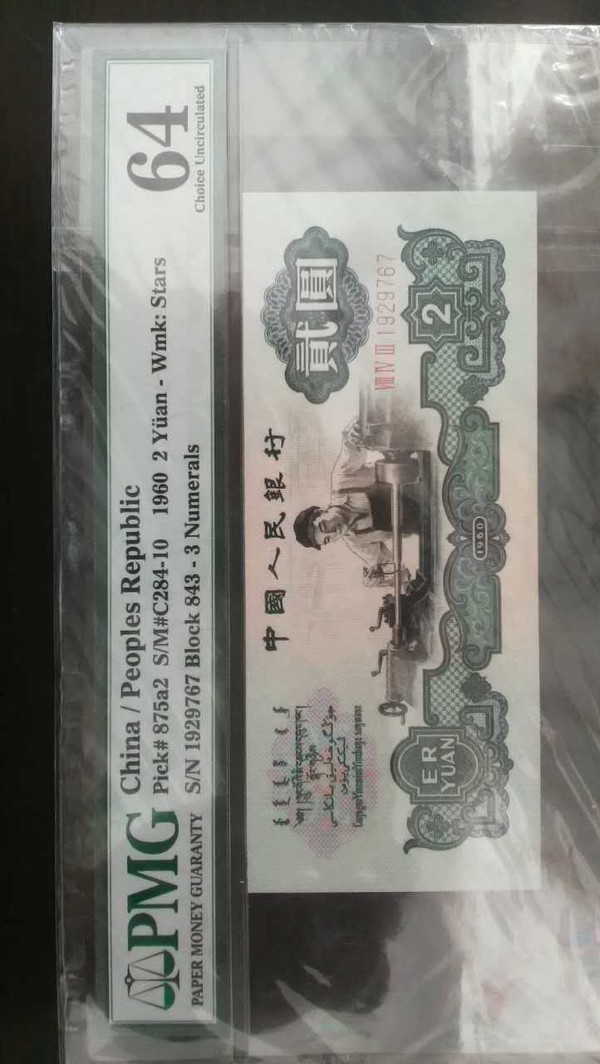 PMG
PAPER MONEY GUARANTY
China / Peoples Republic
Pick# 875a2 S/M#C284-10 1960 2 Yüan - Wmk: Stars
S/N 1929767 Block 843 - 3 Numerals
64
Choice Uncirculated
中國人民銀行
貳圓
VIII IV III 1929767
2
ER
YUAN
1960